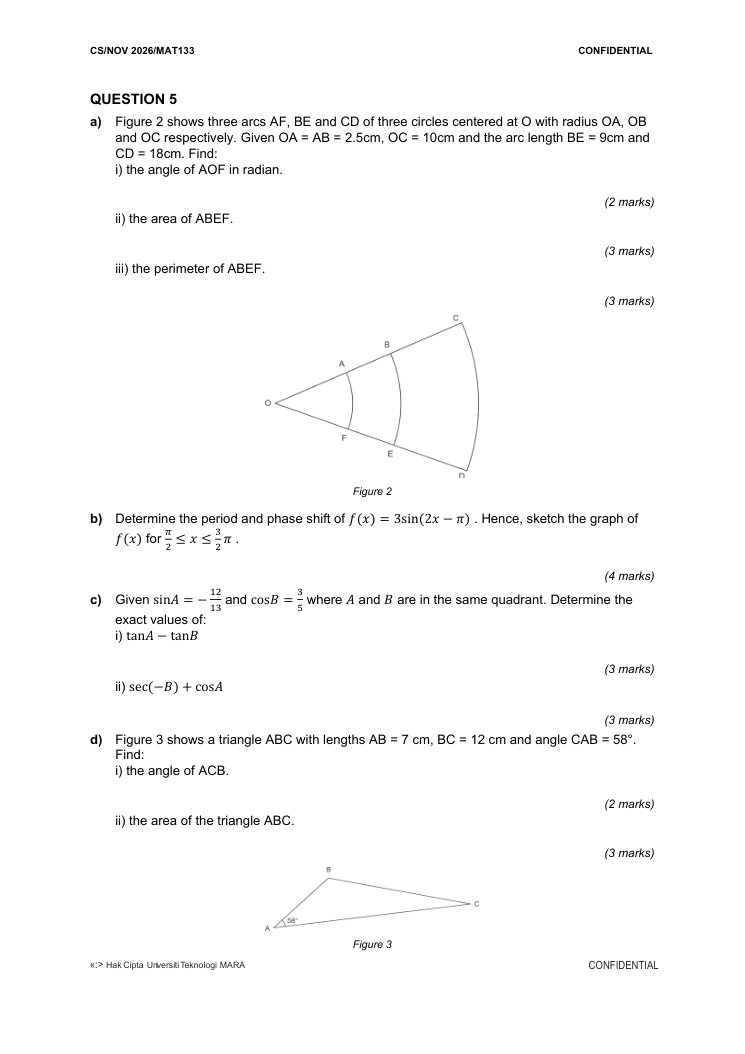 CS/NOV 2026/MAT133 CONFIDENTIAL
QUESTION 5
a) Figure 2 shows three arcs AF, BE and CD of three circles centered at O with radius OA, OB
and OC respectively. Given OA = AB = 2.5cm, OC = 10cm and the arc length BE = 9cm and
CD = 18cm. Find:
i) the angle of AOF in radian.
(2 marks)
ii) the area of ABEF.
(3 marks)
iii) the perimeter of ABEF.
(3 marks)
C
B
A
O
F
E
D
Figure 2
b) Determine the period and phase shift of f(x) = 3sin(2x − π) . Hence, sketch the graph of
f(x) for π/2 ≤ x ≤ 3/2 π .
(4 marks)
c) Given sinA = −12/13 and cosB = 3/5 where A and B are in the same quadrant. Determine the
exact values of:
i) tanA − tanB
(3 marks)
ii) sec(−B) + cosA
(3 marks)
d) Figure 3 shows a triangle ABC with lengths AB = 7 cm, BC = 12 cm and angle CAB = 58°.
Find:
i) the angle of ACB.
(2 marks)
ii) the area of the triangle ABC.
(3 marks)
B
C
58°
A
Figure 3
«:> Hak Cipta Universiti Teknologi MARA CONFIDENTIAL